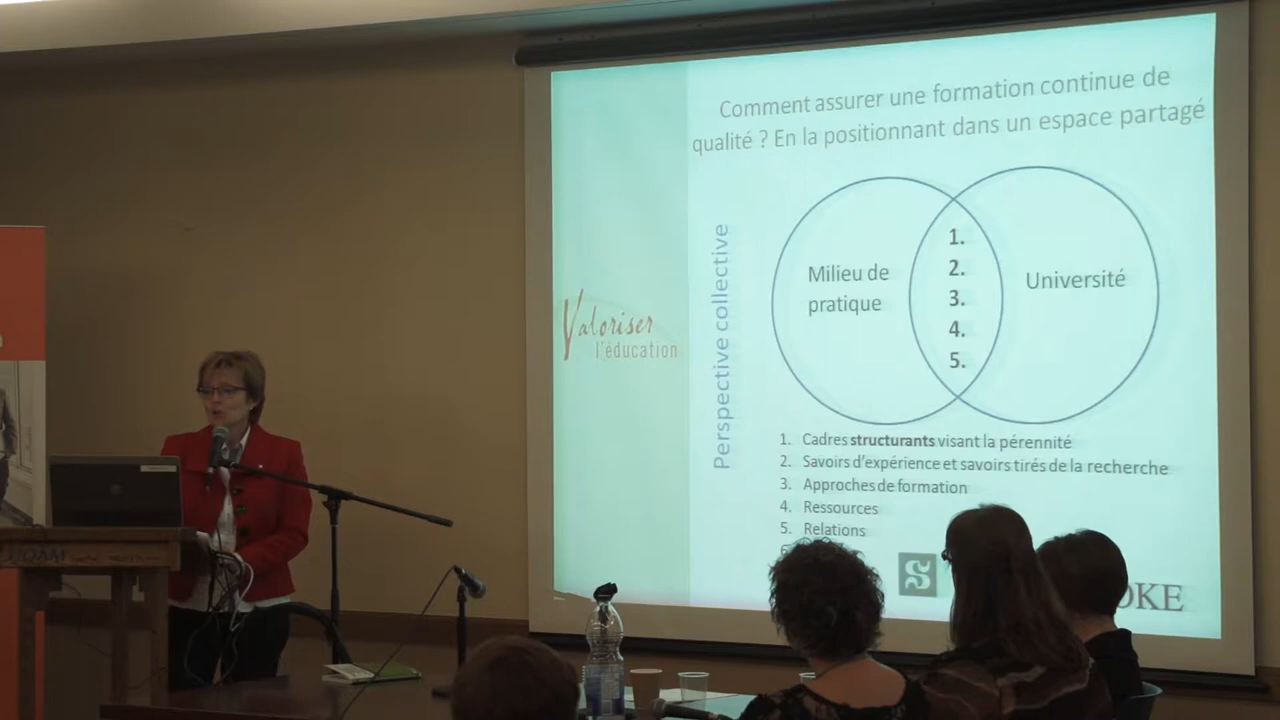 Comment assurer une formation continue de
qualité ? En la positionnant dans un espace partagé
Perspective collective
Valoriser
l'éducation
Milieu de
pratique
Université
1.
2.
3.
4.
5.
1. Cadres structurants visant la pérennité
2. Savoirs d'expérience et savoirs tirés de la recherche
3. Approches de formation
4. Ressources
5. Relations
S
OKE
UQAM